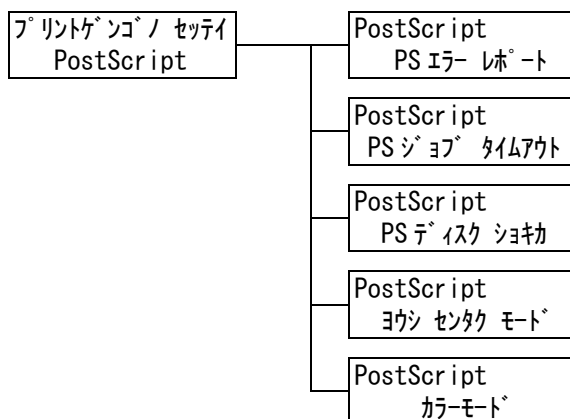 ﾌﾟﾘﾝﾄｹﾞﾝｺﾞﾉ ｾｯﾃｲ
PostScript
PostScript
PS ｴﾗｰ ﾚﾎﾟｰﾄ
PostScript
PS ｼﾞｮﾌﾞ ﾀｲﾑｱｳﾄ
PostScript
PS ﾃﾞｨｽｸ ｼｮｷｶ
PostScript
ﾖｳｼ ｾﾝﾀｸ ﾓｰﾄﾞ
PostScript
ｶﾗｰﾓｰﾄﾞ